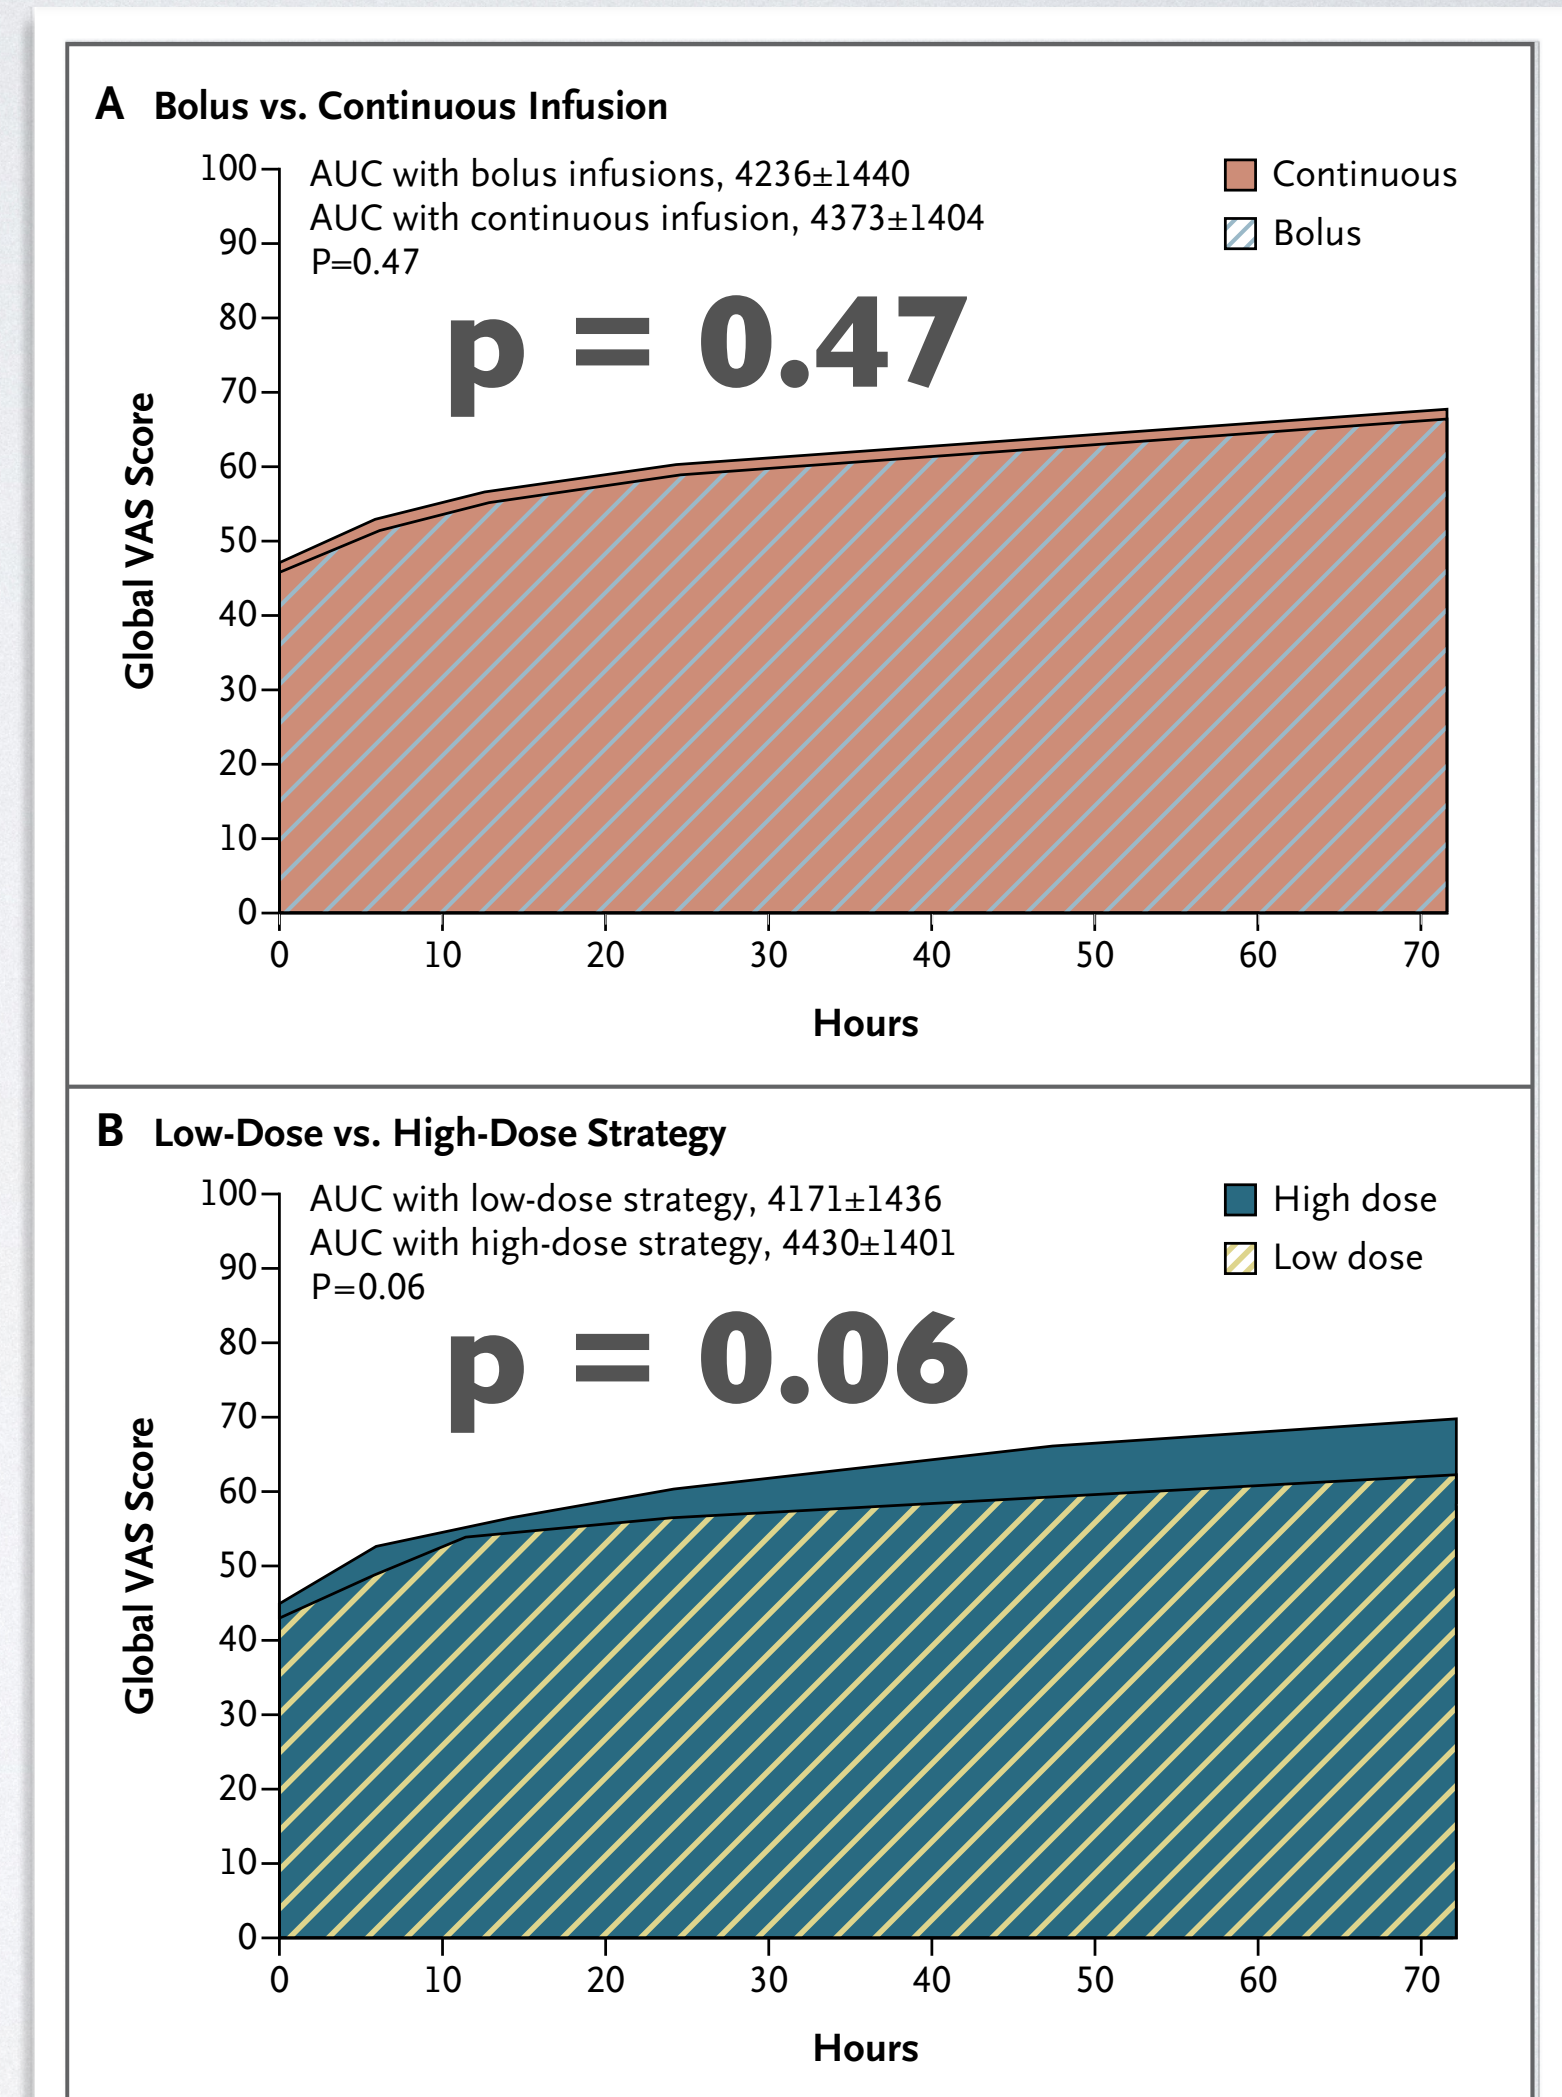 A Bolus vs. Continuous Infusion
AUC with bolus infusions, 4236±1440
AUC with continuous infusion, 4373±1404
P=0.47
Continuous
Bolus
p = 0.47
Global VAS Score
100
90
80
70
60
50
40
30
20
10
0
0 10 20 30 40 50 60 70
Hours
B Low-Dose vs. High-Dose Strategy
AUC with low-dose strategy, 4171±1436
AUC with high-dose strategy, 4430±1401
P=0.06
High dose
Low dose
p = 0.06
Global VAS Score
100
90
80
70
60
50
40
30
20
10
0
0 10 20 30 40 50 60 70
Hours